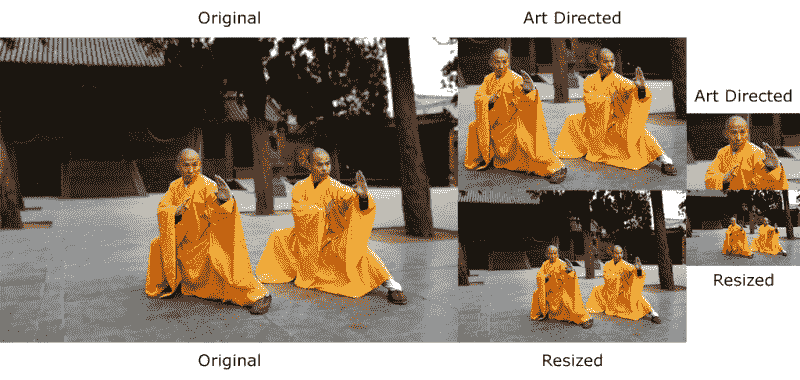 Original
Art Directed
Art Directed
Resized
Original
Resized